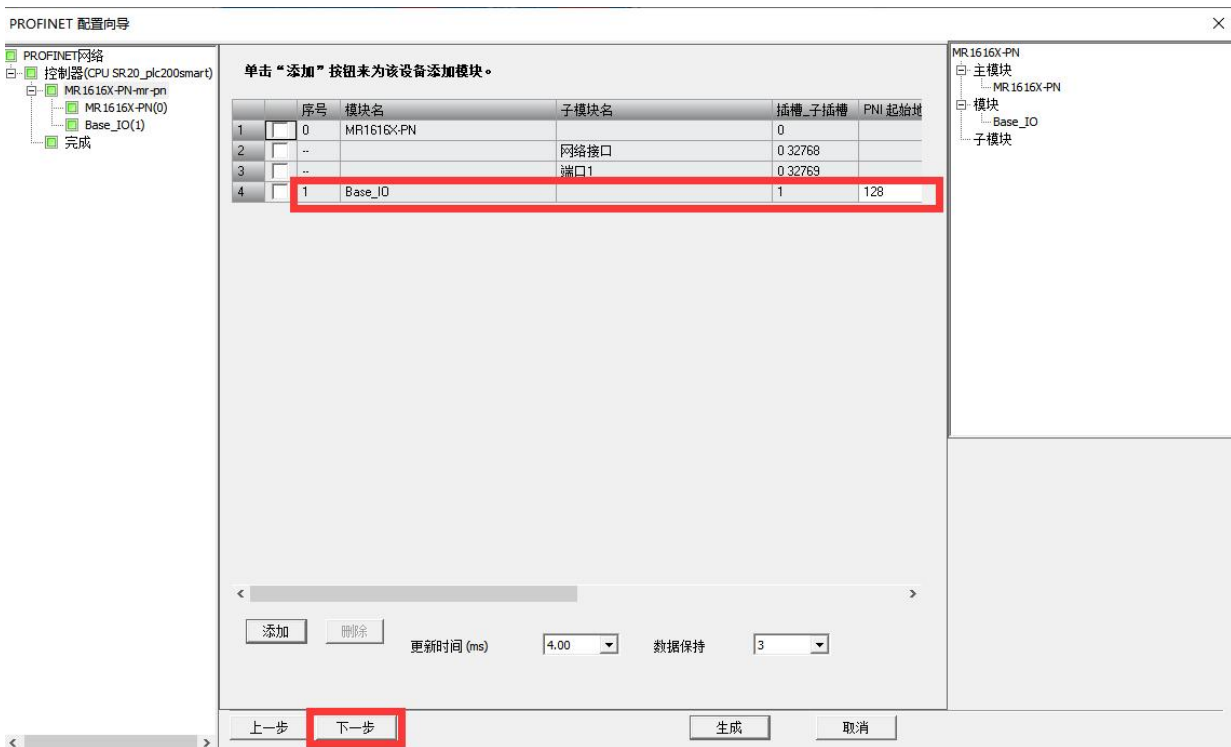 PROFINET 配置向导
PROFINET网络
控制器(CPU SR20_plc200smart)
MR1616X-PN-mr-pn
MR1616X-PN(0)
Base_IO(1)
完成
单击“添加”按钮来为该设备添加模块。
序号 模块名 子模块名 插槽_子插槽 PNI 起始地
1 0 MR1616X-PN 0
2 -- 网络接口 0 32768
3 -- 端口1 0 32769
4 1 Base_IO 1 128
添加 删除 更新时间 (ms) 4.00 数据保持 3
上一步 下一步 生成 取消
MR1616X-PN
主模块
MR1616X-PN
模块
Base_IO
子模块